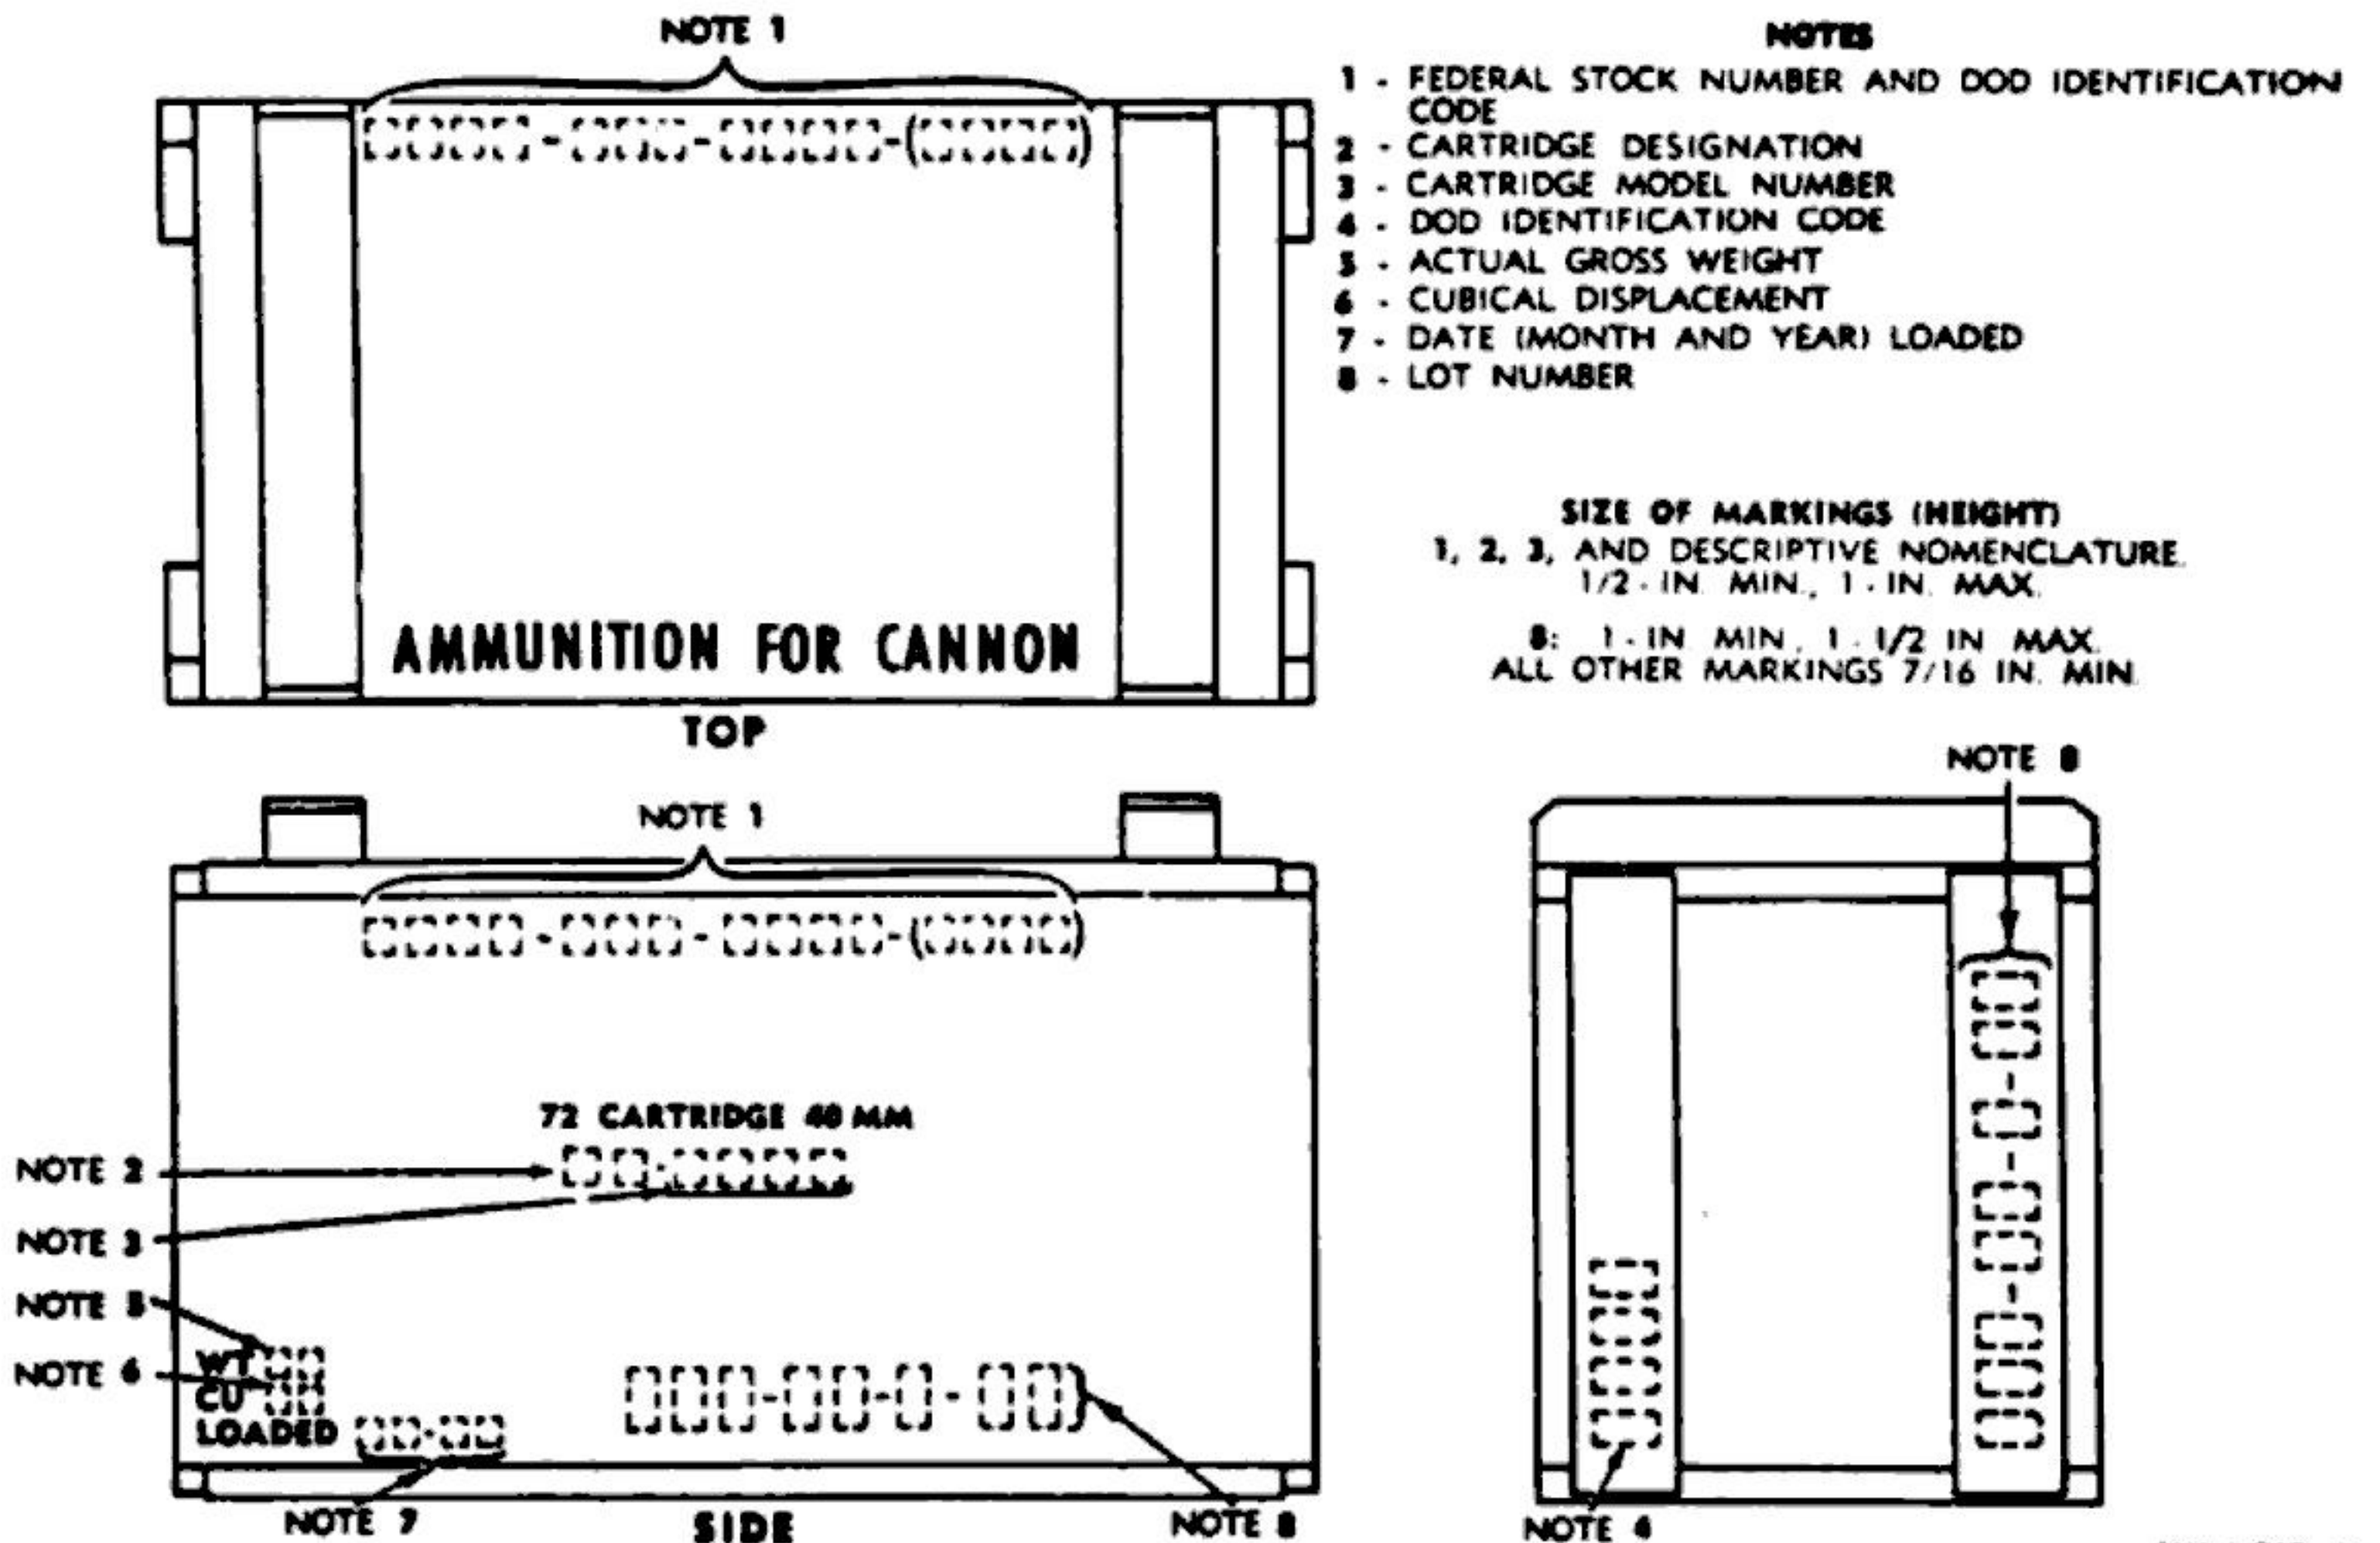 NOTE 1
AMMUNITION FOR CANNON
TOP
NOTES
1 - FEDERAL STOCK NUMBER AND DOD IDENTIFICATION
CODE
2 - CARTRIDGE DESIGNATION
3 - CARTRIDGE MODEL NUMBER
4 - DOD IDENTIFICATION CODE
5 - ACTUAL GROSS WEIGHT
6 - CUBICAL DISPLACEMENT
7 - DATE (MONTH AND YEAR) LOADED
8 - LOT NUMBER
SIZE OF MARKINGS (HEIGHT)
1, 2, 3, AND DESCRIPTIVE NOMENCLATURE
1/2 - IN. MIN., 1 - IN. MAX.
8: 1 - IN MIN, 1 - 1/2 IN MAX.
ALL OTHER MARKINGS 7/16 IN. MIN.
NOTE 1
72 CARTRIDGE 40 MM
NOTE 2
NOTE 3
NOTE 5
WT
NOTE 6
CU
LOADED
NOTE 7
SIDE
NOTE 8
NOTE 8
NOTE 4